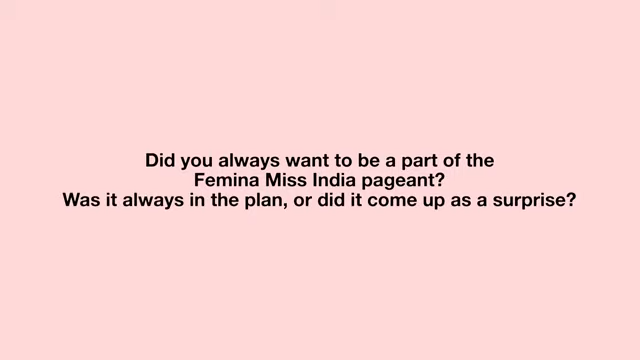 Did you always want to be a part of the
Femina Miss India pageant?
Was it always in the plan, or did it come up as a surprise?